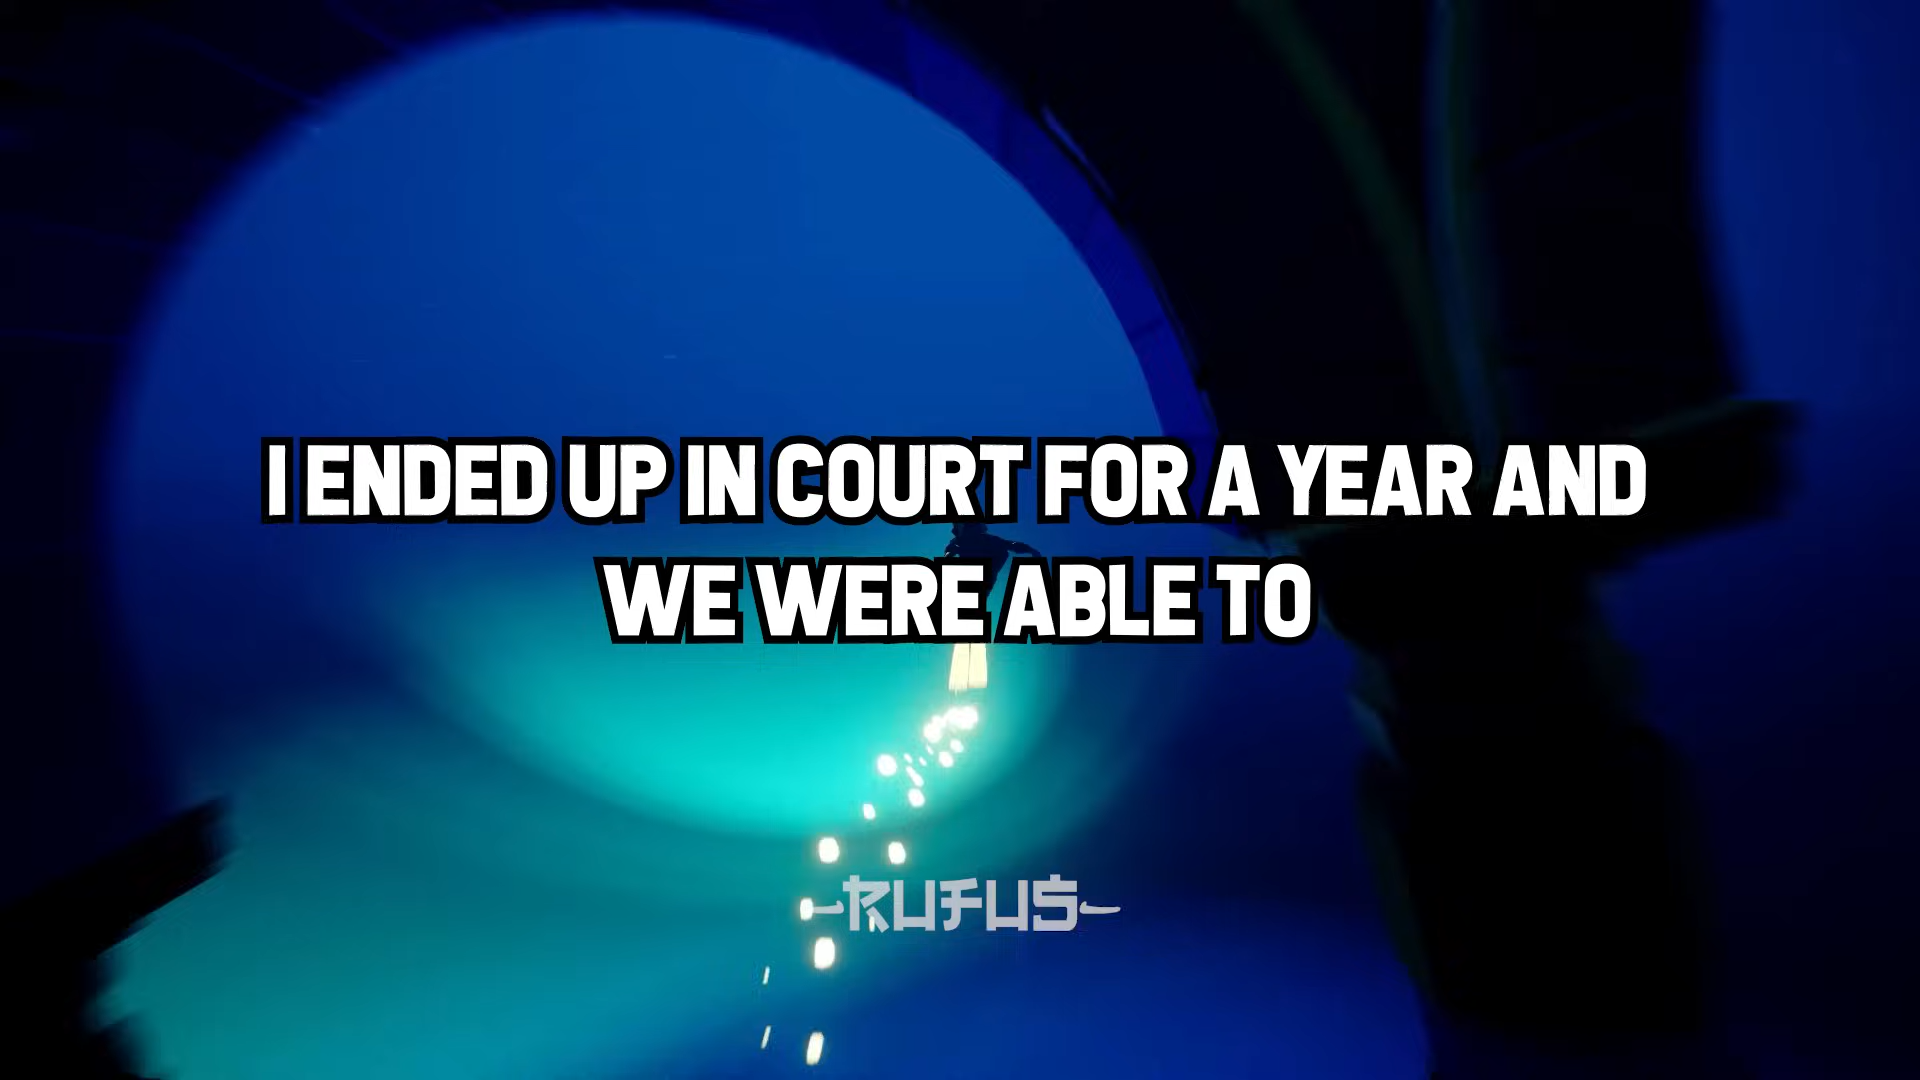 I ENDED UP IN COURT FOR A YEAR AND
WE WERE ABLE TO
-RUFUS-